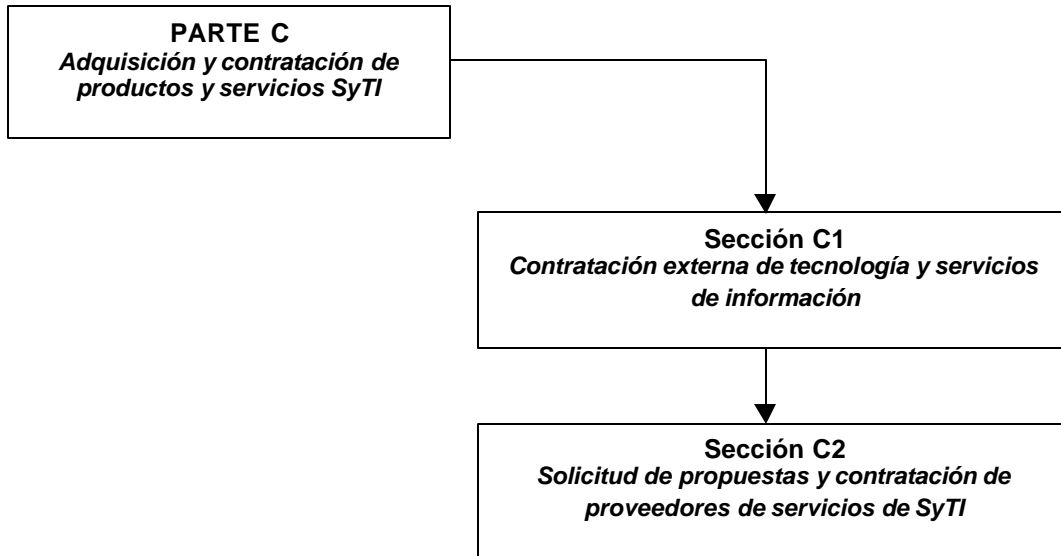 PARTE C
Adquisición y contratación de
productos y servicios SyTI
Sección C1
Contratación externa de tecnología y servicios
de información
Sección C2
Solicitud de propuestas y contratación de
proveedores de servicios de SyTI